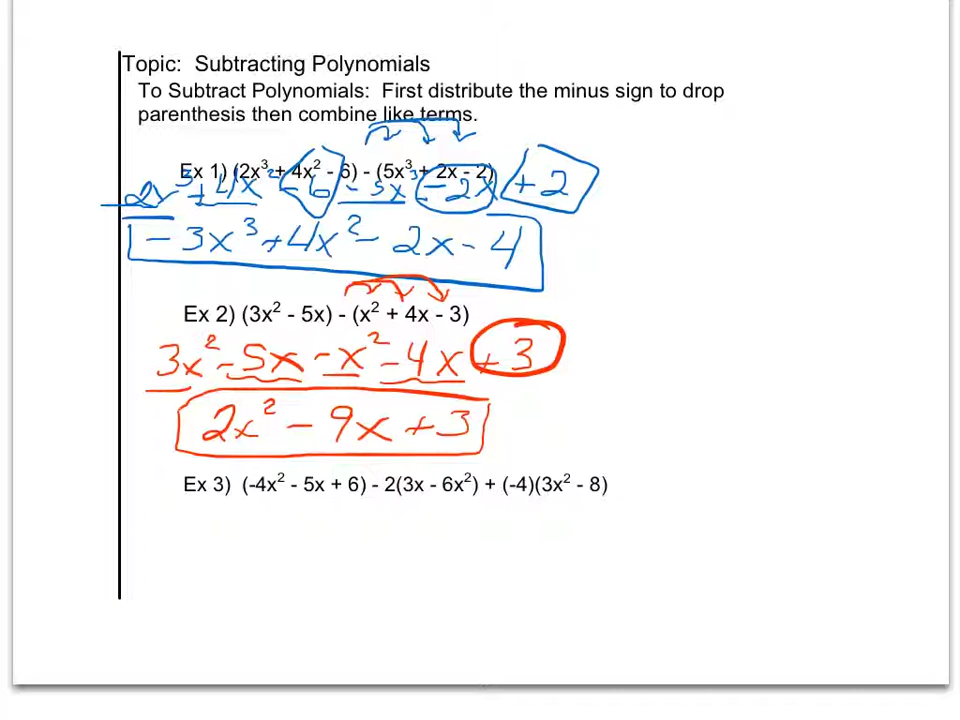 Topic: Subtracting Polynomials
To Subtract Polynomials: First distribute the minus sign to drop
parenthesis then combine like terms.
Ex 1) (2x³ + 4x² - 6) - (5x³ + 2x - 2)
2x³ + 4x² - 6 - 5x³ - 2x + 2
- 3x³ + 4x² - 2x - 4
Ex 2) (3x² - 5x) - (x² + 4x - 3)
3x² - 5x - x² - 4x + 3
2x² - 9x + 3
Ex 3) (-4x² - 5x + 6) - 2(3x - 6x²) + (-4)(3x² - 8)